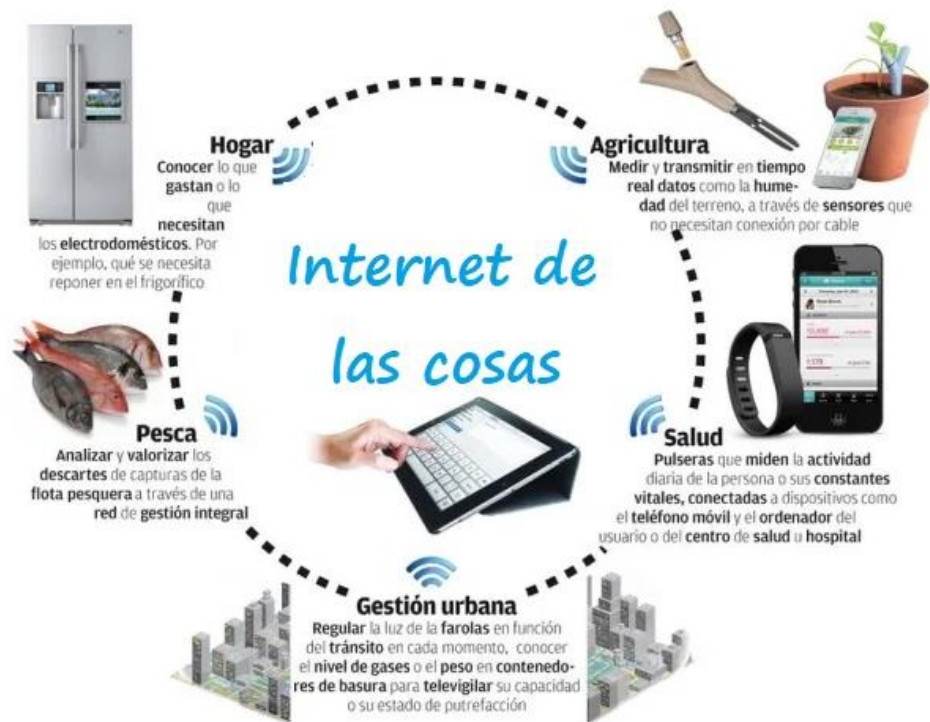 Hogar
Conocer lo que
gastan o lo
que
necesitan
los electrodomésticos. Por
ejemplo, qué se necesita
reponer en el frigorífico
Agricultura
Medir y transmitir en tiempo
real datos como la hume-
dad del terreno, a través de sensores que
no necesitan conexión por cable
Internet de
las cosas
Pesca
Analizar y valorizar los
descartes de capturas de la
flota pesquera a través de una
red de gestión integral
Salud
Pulseras que miden la actividad
diaria de la persona o sus constantes
vitales, conectadas a dispositivos como
el teléfono móvil y el ordenador del
usuario o del centro de salud u hospital
Gestión urbana
Regular la luz de la farolas en función
del tránsito en cada momento, conocer
el nivel de gases o el peso en contenedo-
res de basura para televigilar su capacidad
o su estado de putrefacción